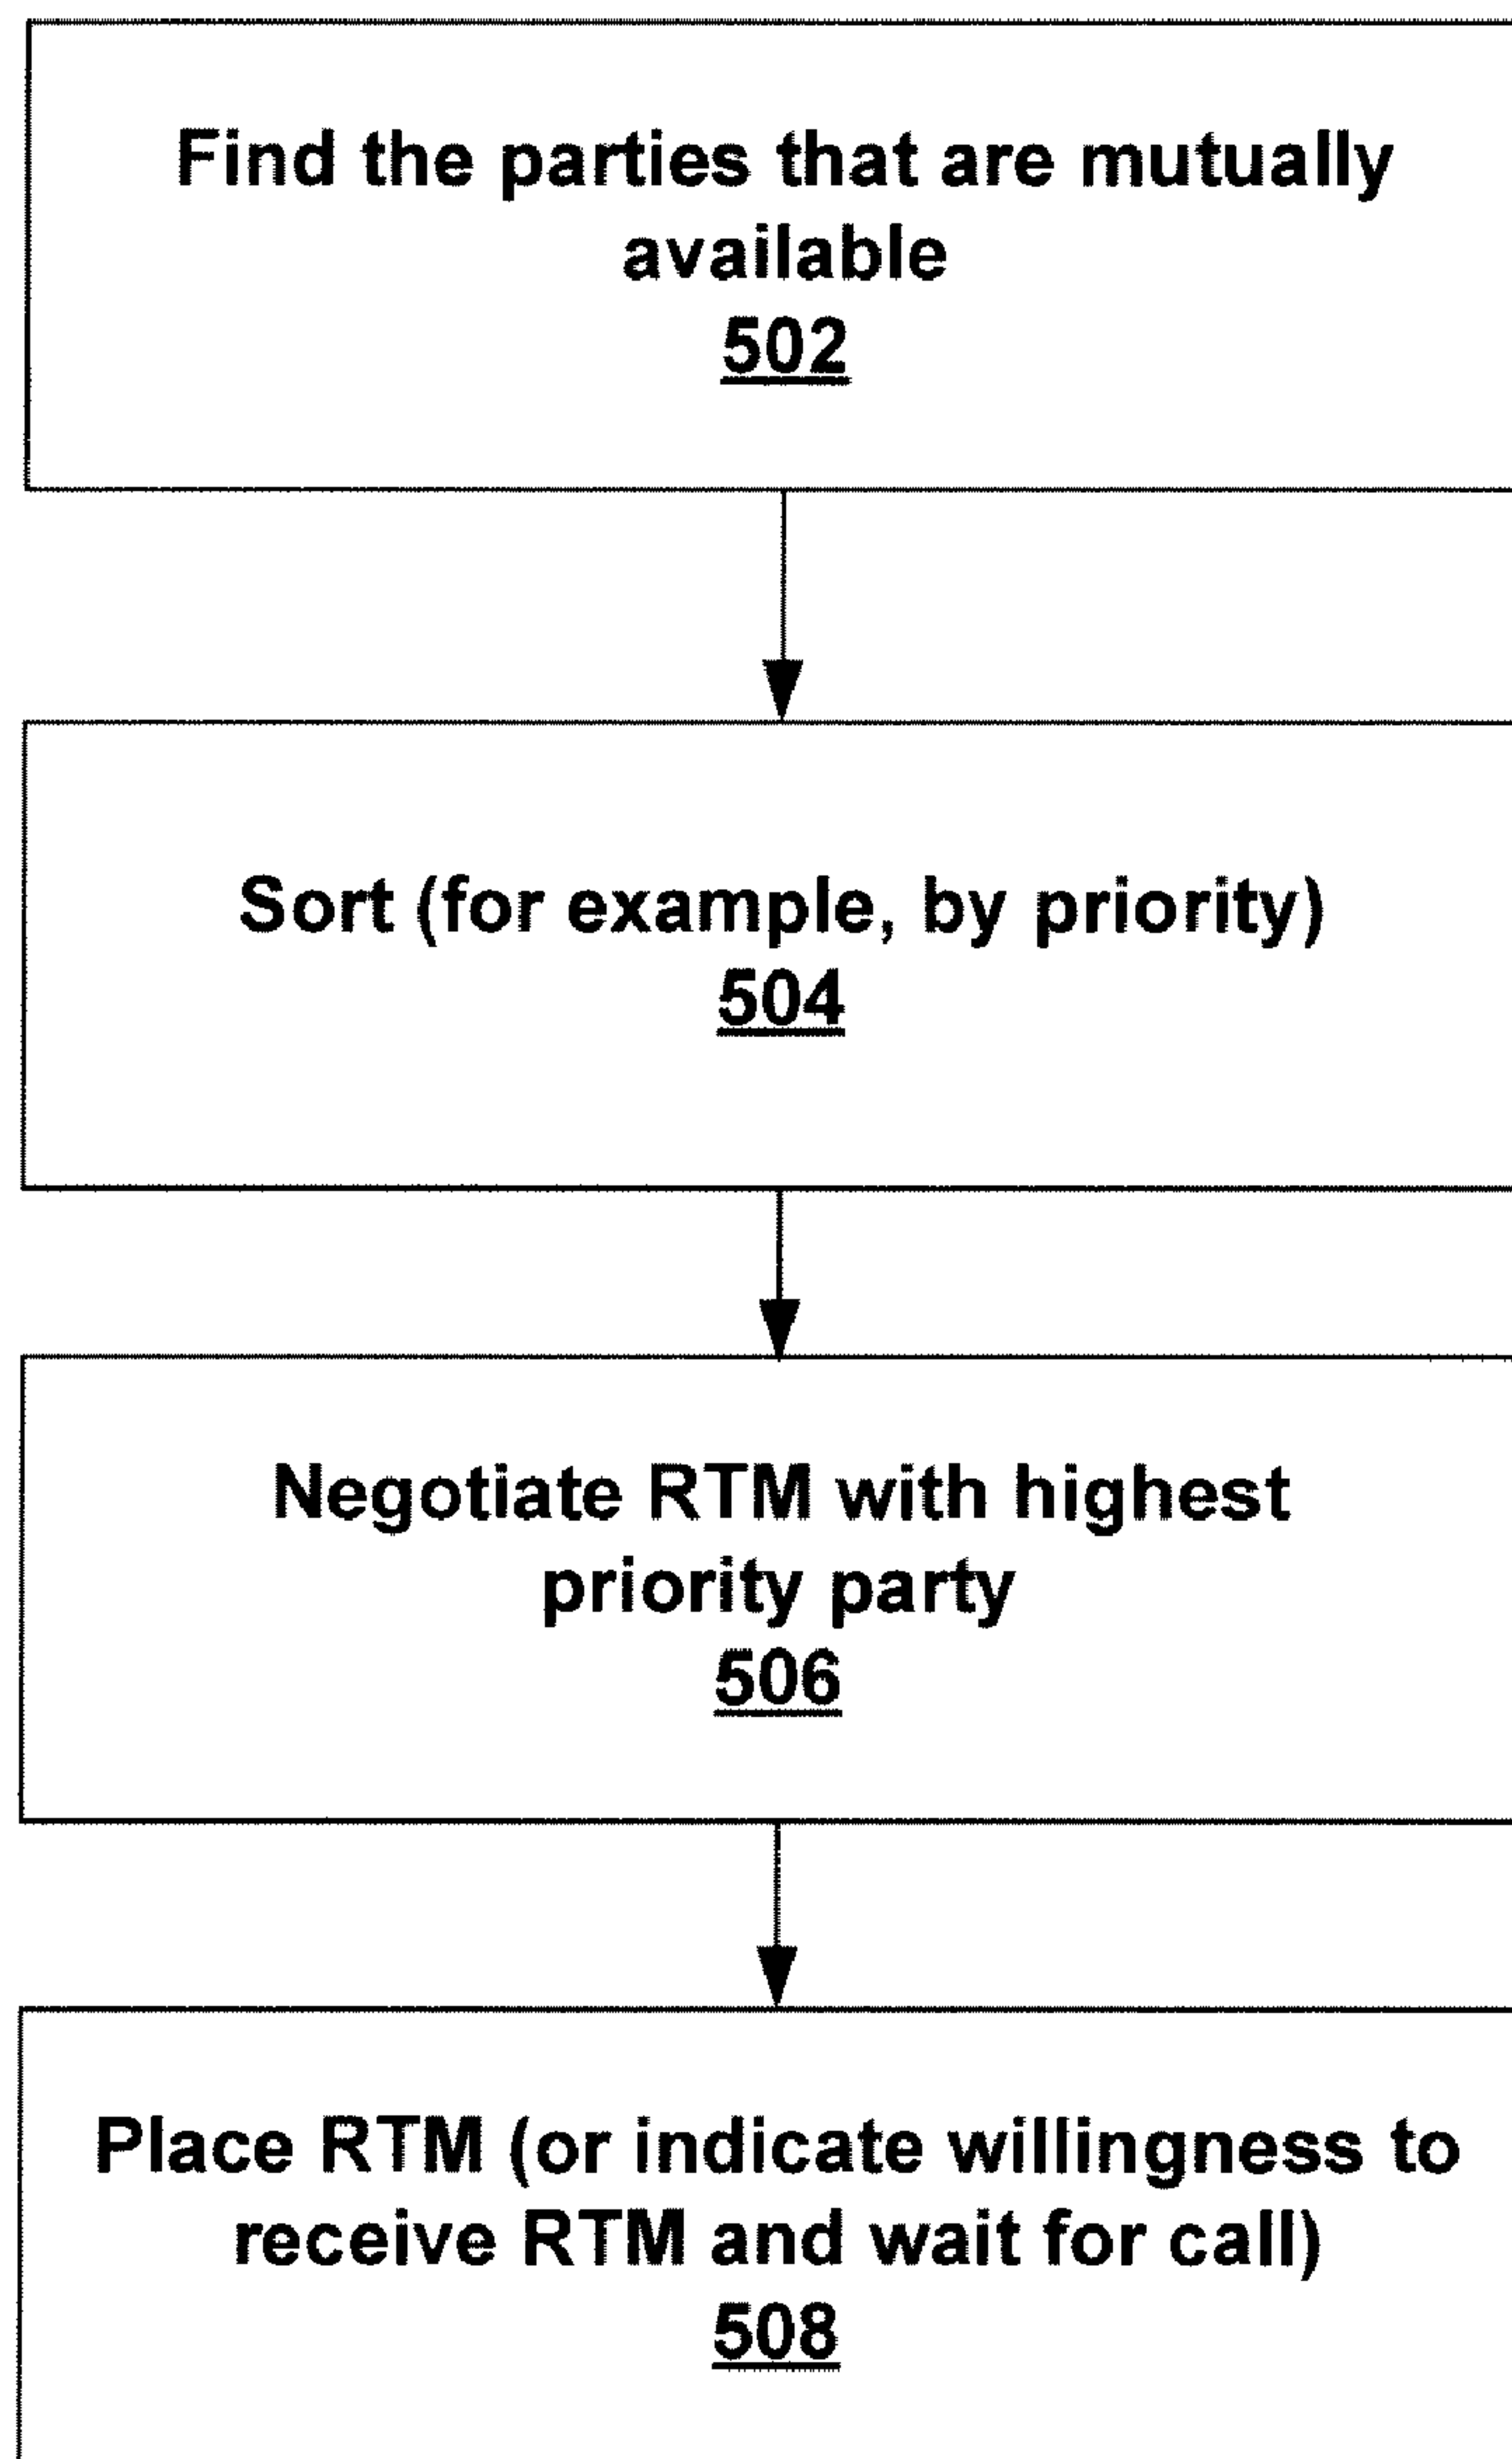 Find the parties that are mutually
available
502
Sort (for example, by priority)
504
Negotiate RTM with highest
priority party
506
Place RTM (or indicate willingness to
receive RTM and wait for call)
508